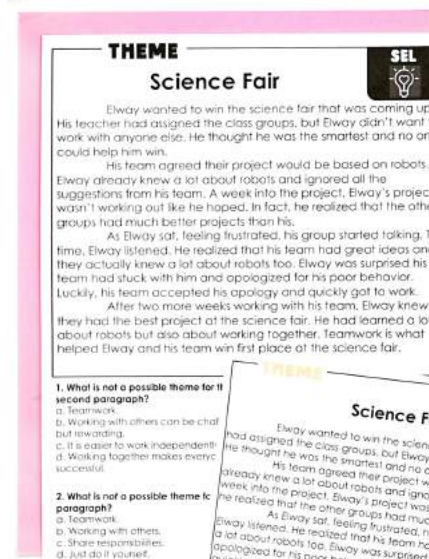 THEME
SEL
Science Fair
Elway wanted to win the science fair that was coming up
His teacher had assigned the class groups, but Elway didn't want
work with anyone else. He thought he was the smartest and no
could help him win.
His team agreed their project would be based on robots.
Elway already knew a lot about robots and ignored all the
suggestions from his team. A week into the project, Elway's projec
wasn't working out like he hoped. In fact, he realized that the othe
groups had much better projects than his.
As Elway sat, feeling frustrated, his group started talking.
time, Elway listened. He realized that his team had great ideas
they actually knew a lot about robots too. Elway was surprised his
team had stuck with him and apologized for his poor behavior.
Luckily, his team accepted his apology and quickly got to work.
After two more weeks working with his team, Elway knew
they had the best project at the science fair. He had learned a lo
about robots but also about working together. Teamwork is what
helped Elway and his team win first place at the science fair.
1. What is not a possible theme for th
second paragraph?
a. Teamwork.
b. Working with others can be chal
but rewarding.
c. It is easier to work independentl
d. Working together makes everyc
successful.
2. What is not a possible theme fc
paragraph?
a. Teamwork.
b. Working with others.
c. Share responsibilities.
d. Just do it yourself.
THEME
Science F
Elway wanted to win the scien
had assigned the class groups, but Elway
He thought he was the smartest and no
His team agreed their project w
already knew a lot about robots and igno
week into the project, Elway's project was
he realized that the other groups had muc
As Elway sat, feeling frustrated,
Elway listened. He realized that his team
a lot about robots too. Elway was surprised
apologized for his poor